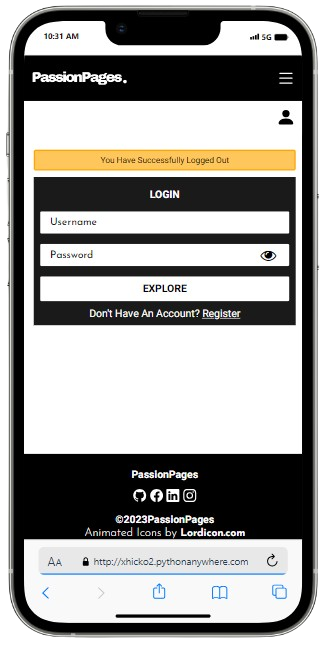 10:31 AM
5G
PassionPages.
You Have Successfully Logged Out
LOGIN
Username
Password
EXPLORE
Don't Have An Account? Register
PassionPages
©2023PassionPages
Animated Icons by Lordicon.com
AA
http://xhicko2.pythonanywhere.com